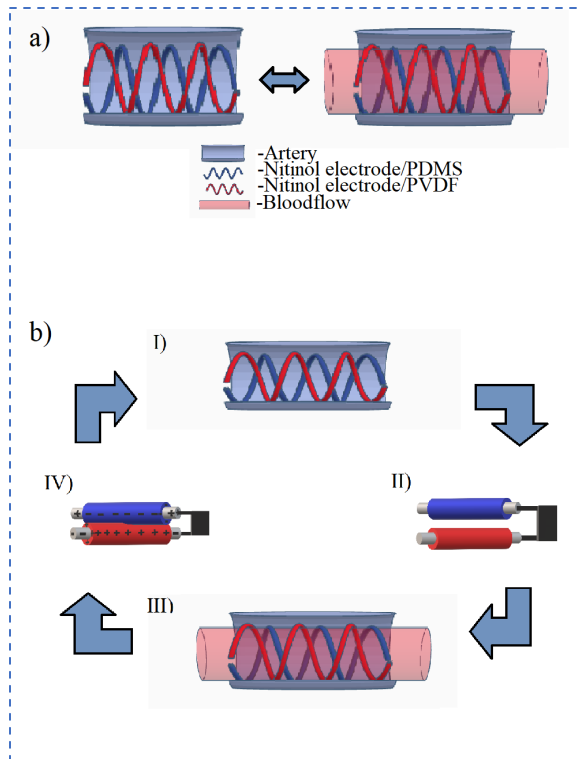 a)
-Artery
-Nitinol electrode/PDMS
-Nitinol electrode/PVDF
-Bloodflow
b)
I)
IV)
II)
+ - - - - - - - +
- + + + + + + + -
III)